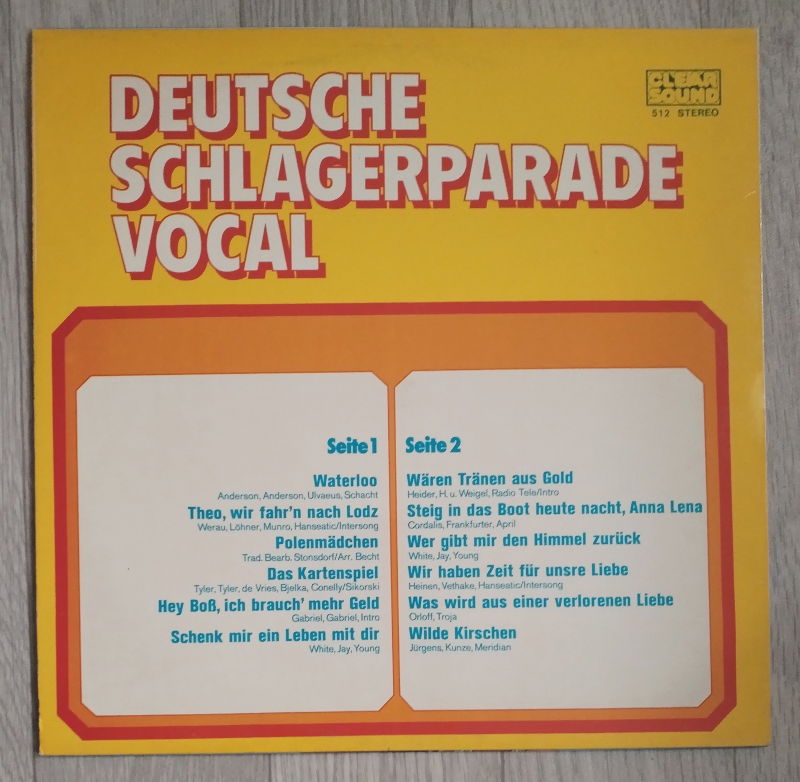 DEUTSCHE
SCHLAGERPARADE
VOCAL
CLEAR
SOUND
512 STEREO
Seite 1
Waterloo
Anderson, Anderson, Ulvaeus, Schacht
Theo, wir fahr'n nach Lodz
Werau, Löhner, Munro, Hanseatic/Intersong
Polenmädchen
Trad. Bearb. Stonsdorf/Arr. Becht
Das Kartenspiel
Tyler, Tyler, de Vries, Bjelka, Conelly/Sikorski
Hey Boß, ich brauch' mehr Geld
Gabriel, Gabriel, Intro
Schenk mir ein Leben mit dir
White, Jay, Young
Seite 2
Wären Tränen aus Gold
Heider, H. u. Weigel, Radio Tele/Intro
Steig in das Boot heute nacht, Anna Lena
Cordalis, Frankfurter, April
Wer gibt mir den Himmel zurück
White, Jay, Young
Wir haben Zeit für unsre Liebe
Heinen, Vethake, Hanseatic/Intersong
Was wird aus einer verlorenen Liebe
Orloff, Troja
Wilde Kirschen
Jürgens, Kunze, Meridian